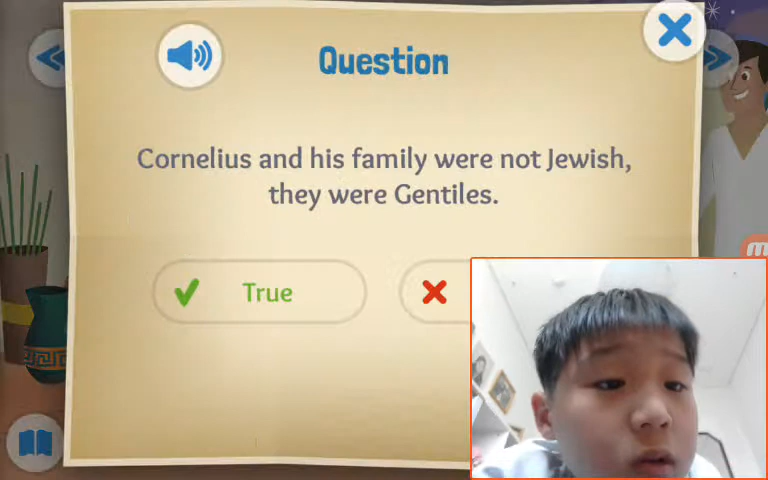 Question
Cornelius and his family were not Jewish,
they were Gentiles.
True